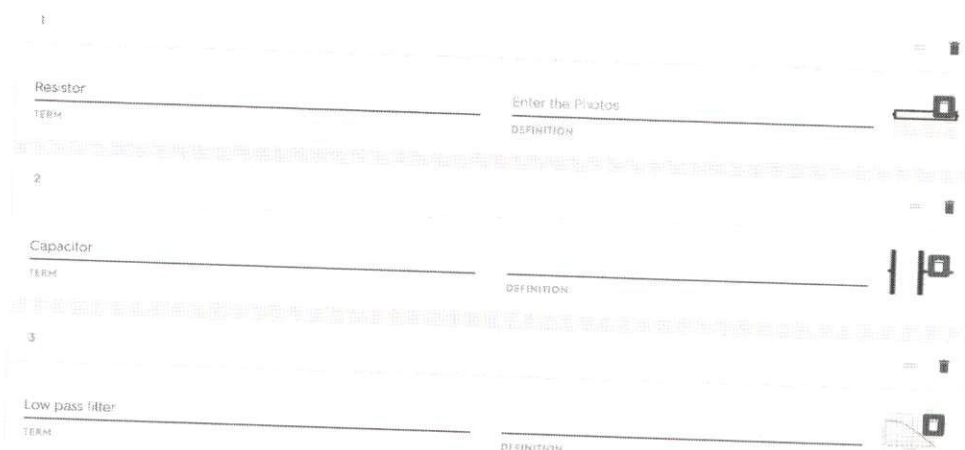 1
Resistor
Enter the Photos
TERM
DEFINITION
2
Capacitor
TERM
DEFINITION
3
Low pass filter
TERM
DEFINITION